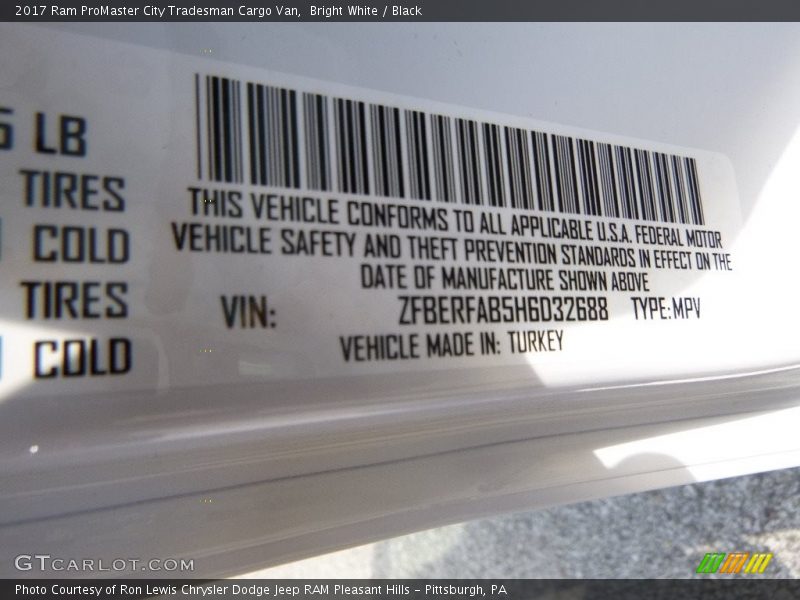 2017 Ram ProMaster City Tradesman Cargo Van,  Bright White / Black
LB
TIRES
COLD
TIRES
COLD
THIS VEHICLE CONFORMS TO ALL APPLICABLE U.S.A. FEDERAL MOTOR
VEHICLE SAFETY AND THEFT PREVENTION STANDARDS IN EFFECT ON THE
DATE OF MANUFACTURE SHOWN ABOVE
VIN: ZFBERFAB5H6D32688 TYPE: MPV
VEHICLE MADE IN: TURKEY
GTCARLOT.COM
Photo Courtesy of Ron Lewis Chrysler Dodge Jeep RAM Pleasant Hills - Pittsburgh, PA